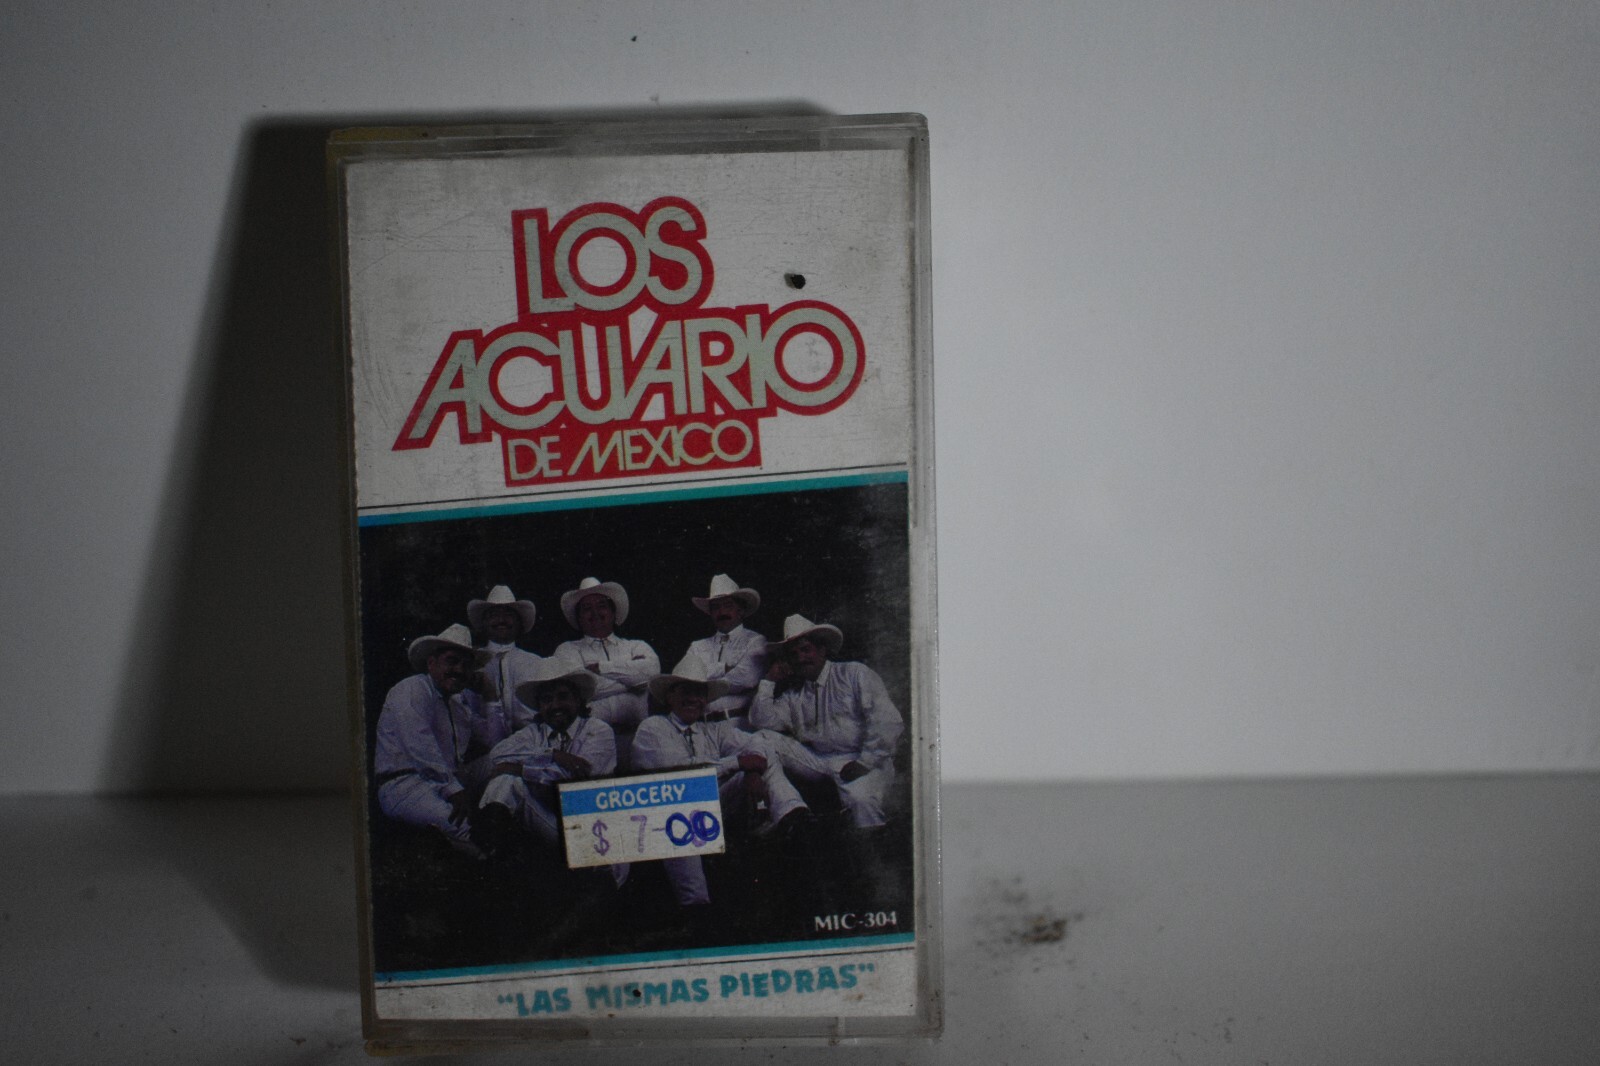 LOS
ACUARIO
DE MEXICO
GROCERY
$ 7-00
MIC-304
"LAS MISMAS PIEDRAS"